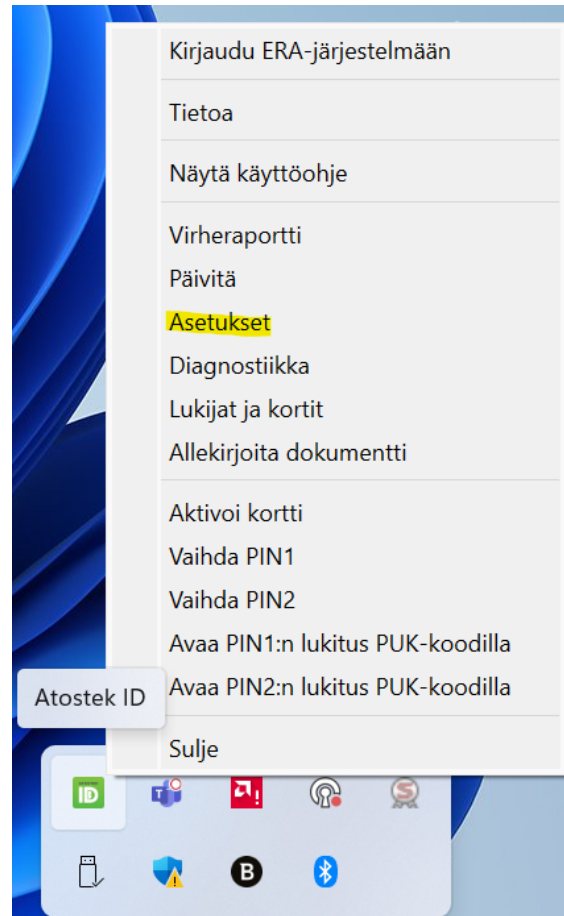 Kirjaudu ERA-järjestelmään
Tietoa
Näytä käyttöohje
Virheraportti
Päivitä
Asetukset
Diagnostiikka
Lukijat ja kortit
Allekirjoita dokumentti
Aktivoi kortti
Vaihda PIN1
Vaihda PIN2
Avaa PIN1:n lukitus PUK-koodilla
Avaa PIN2:n lukitus PUK-koodilla
Sulje
Atostek ID
ID